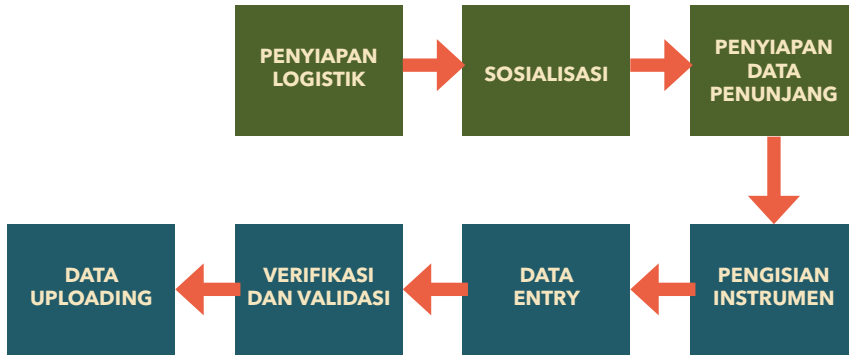 PENYIAPAN
LOGISTIK
SOSIALISASI
PENYIAPAN
DATA
PENUNJANG
PENGISIAN
INSTRUMEN
DATA
ENTRY
VERIFIKASI
DAN VALIDASI
DATA
UPLOADING